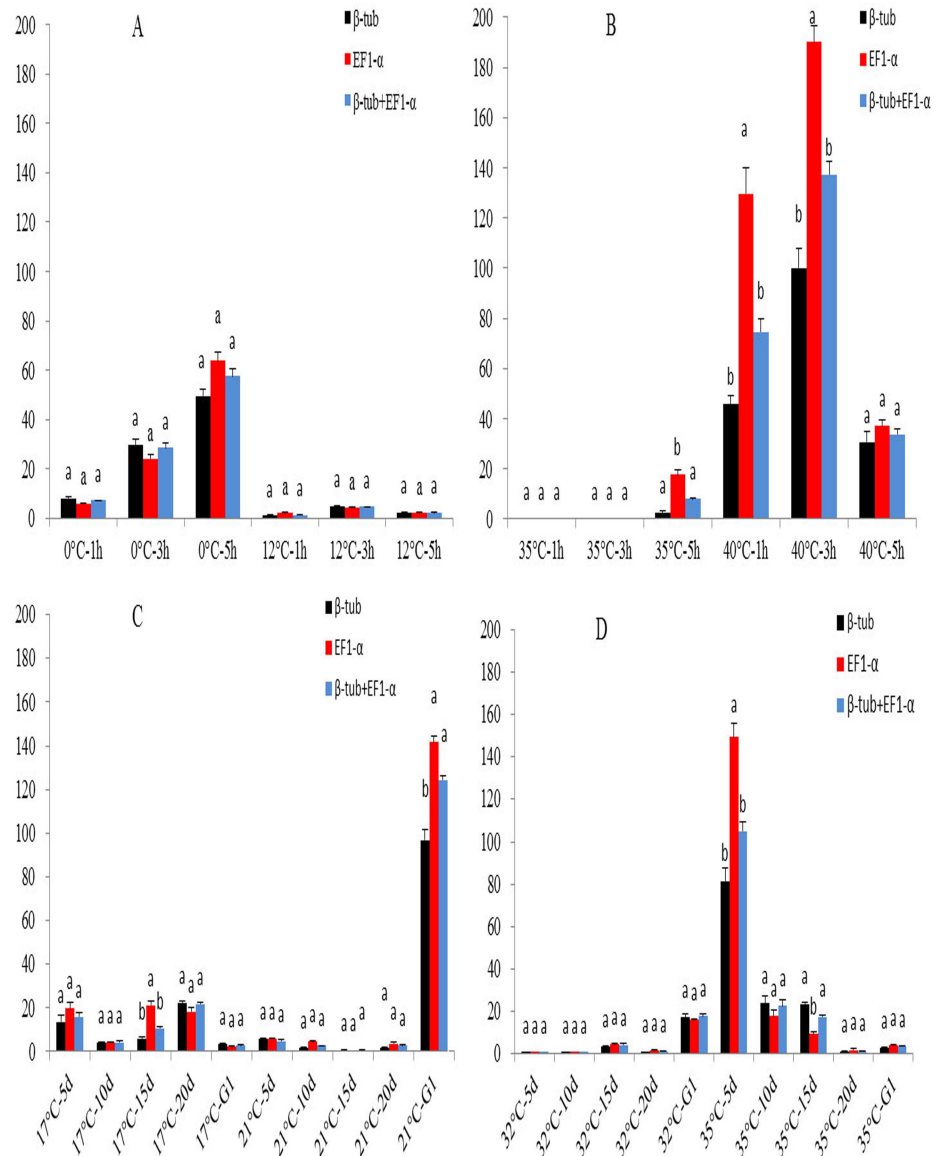 A
β-tub
EF1-α
β-tub+EF1-α
200
180
160
140
120
100
80
60
40
20
0
a a a
a a a
a a a
a a a
a a a
a a a
0°C-1h 0°C-3h 0°C-5h 12°C-1h 12°C-3h 12°C-5h
B
β-tub
EF1-α
β-tub+EF1-α
200
180
160
140
120
100
80
60
40
20
0
a a a
a a a
a b a
b a b
b a b
a a a
35°C-1h 35°C-3h 35°C-5h 40°C-1h 40°C-3h 40°C-5h
C
β-tub
EF1-α
β-tub+EF1-α
200
180
160
140
120
100
80
60
40
20
0
a a a
a a a
b a b
a a a
a a a
a a a
a a a
a a a
a a a
b a a
17°C-5d 17°C-10d 17°C-15d 17°C-20d 17°C-G1 21°C-5d 21°C-10d 21°C-15d 21°C-20d 21°C-G1
D
β-tub
EF1-α
β-tub+EF1-α
200
180
160
140
120
100
80
60
40
20
0
a a a
a a a
a a a
a a a
a a a
b a b
a a a
a b a
a a a
a a a
32°C-5d 32°C-10d 32°C-15d 32°C-20d 32°C-G1 35°C-5d 35°C-10d 35°C-15d 35°C-20d 35°C-G1